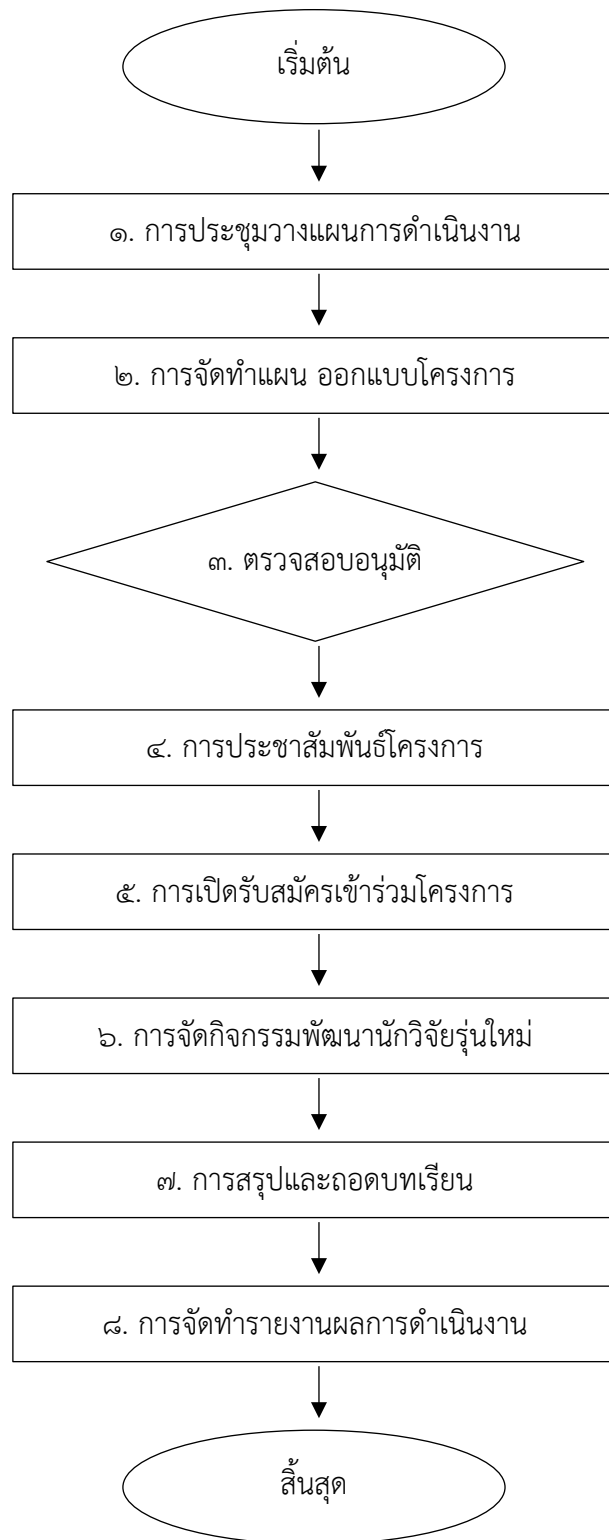 เริ่มต้น
๑. การประชุมวางแผนการดำเนินงาน
๒. การจัดทำแผน ออกแบบโครงการ
๓. ตรวจสอบอนุมัติ
๔. การประชาสัมพันธ์โครงการ
๕. การเปิดรับสมัครเข้าร่วมโครงการ
๖. การจัดกิจกรรมพัฒนานักวิจัยรุ่นใหม่
๗. การสรุปและถอดบทเรียน
๘. การจัดทำรายงานผลการดำเนินงาน
สิ้นสุด